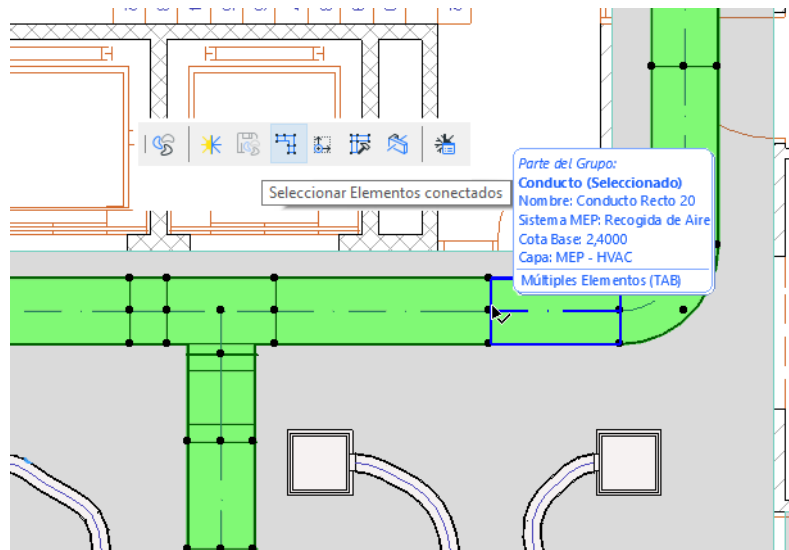 Seleccionar Elementos conectados
Parte del Grupo:
Conducto (Seleccionado)
Nombre: Conducto Recto 20
Sistema MEP: Recogida de Aire
Cota Base: 2,4000
Capa: MEP - HVAC
Múltiples Elementos (TAB)